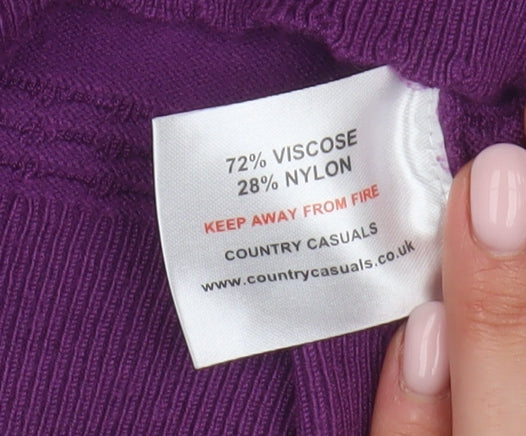 72% VISCOSE
28% NYLON
KEEP AWAY FROM FIRE
COUNTRY CASUALS
www.countrycasuals.co.uk